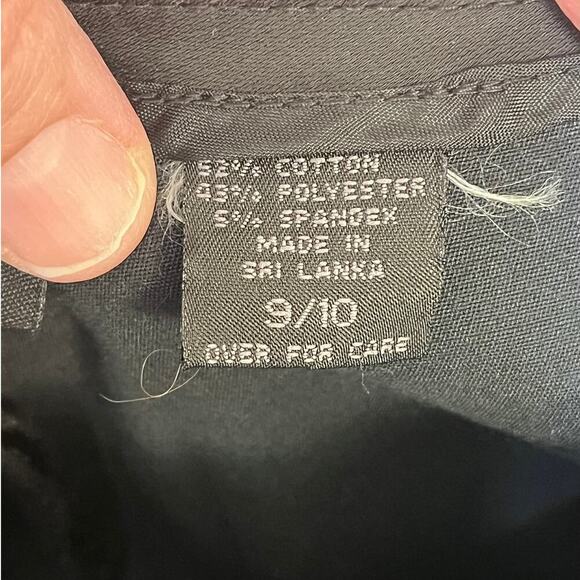 52% COTTON
43% POLYESTER
5% SPANDEX
MADE IN
SRI LANKA
9/10
OVER FOR CARE